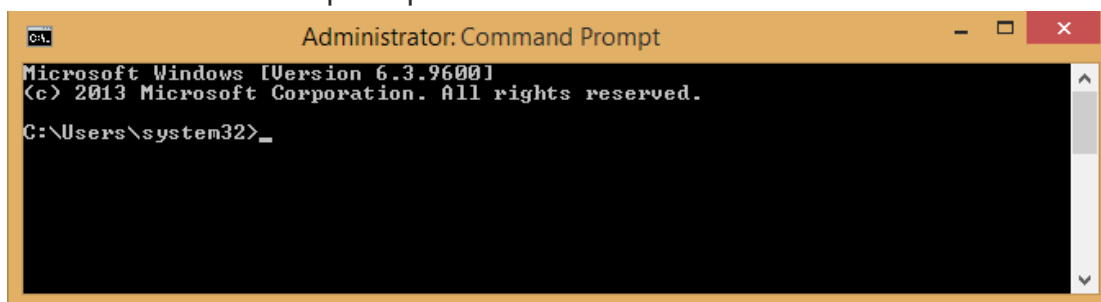 C:\.
Administrator: Command Prompt
Microsoft Windows [Version 6.3.9600]
(c) 2013 Microsoft Corporation. All rights reserved.
C:\Users\system32>_